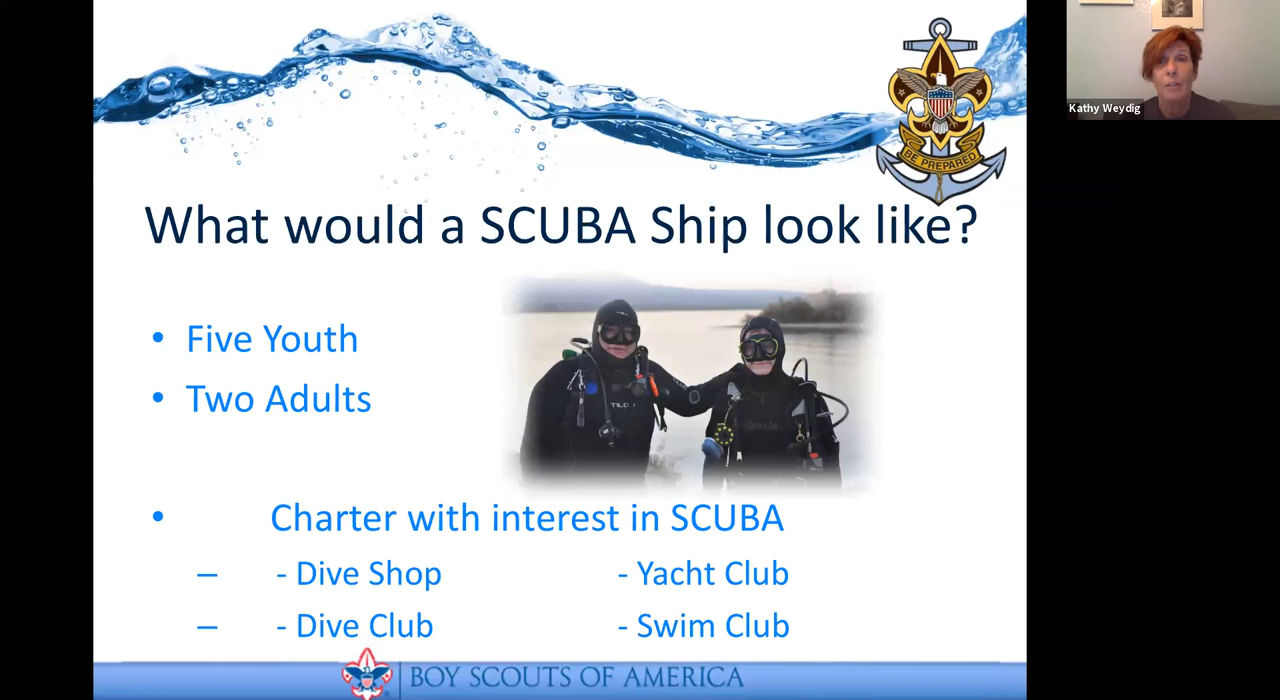 Kathy Weydig
BE PREPARED
What would a SCUBA Ship look like?
• Five Youth
• Two Adults
• Charter with interest in SCUBA
– - Dive Shop - Yacht Club
– - Dive Club - Swim Club
BOY SCOUTS OF AMERICA